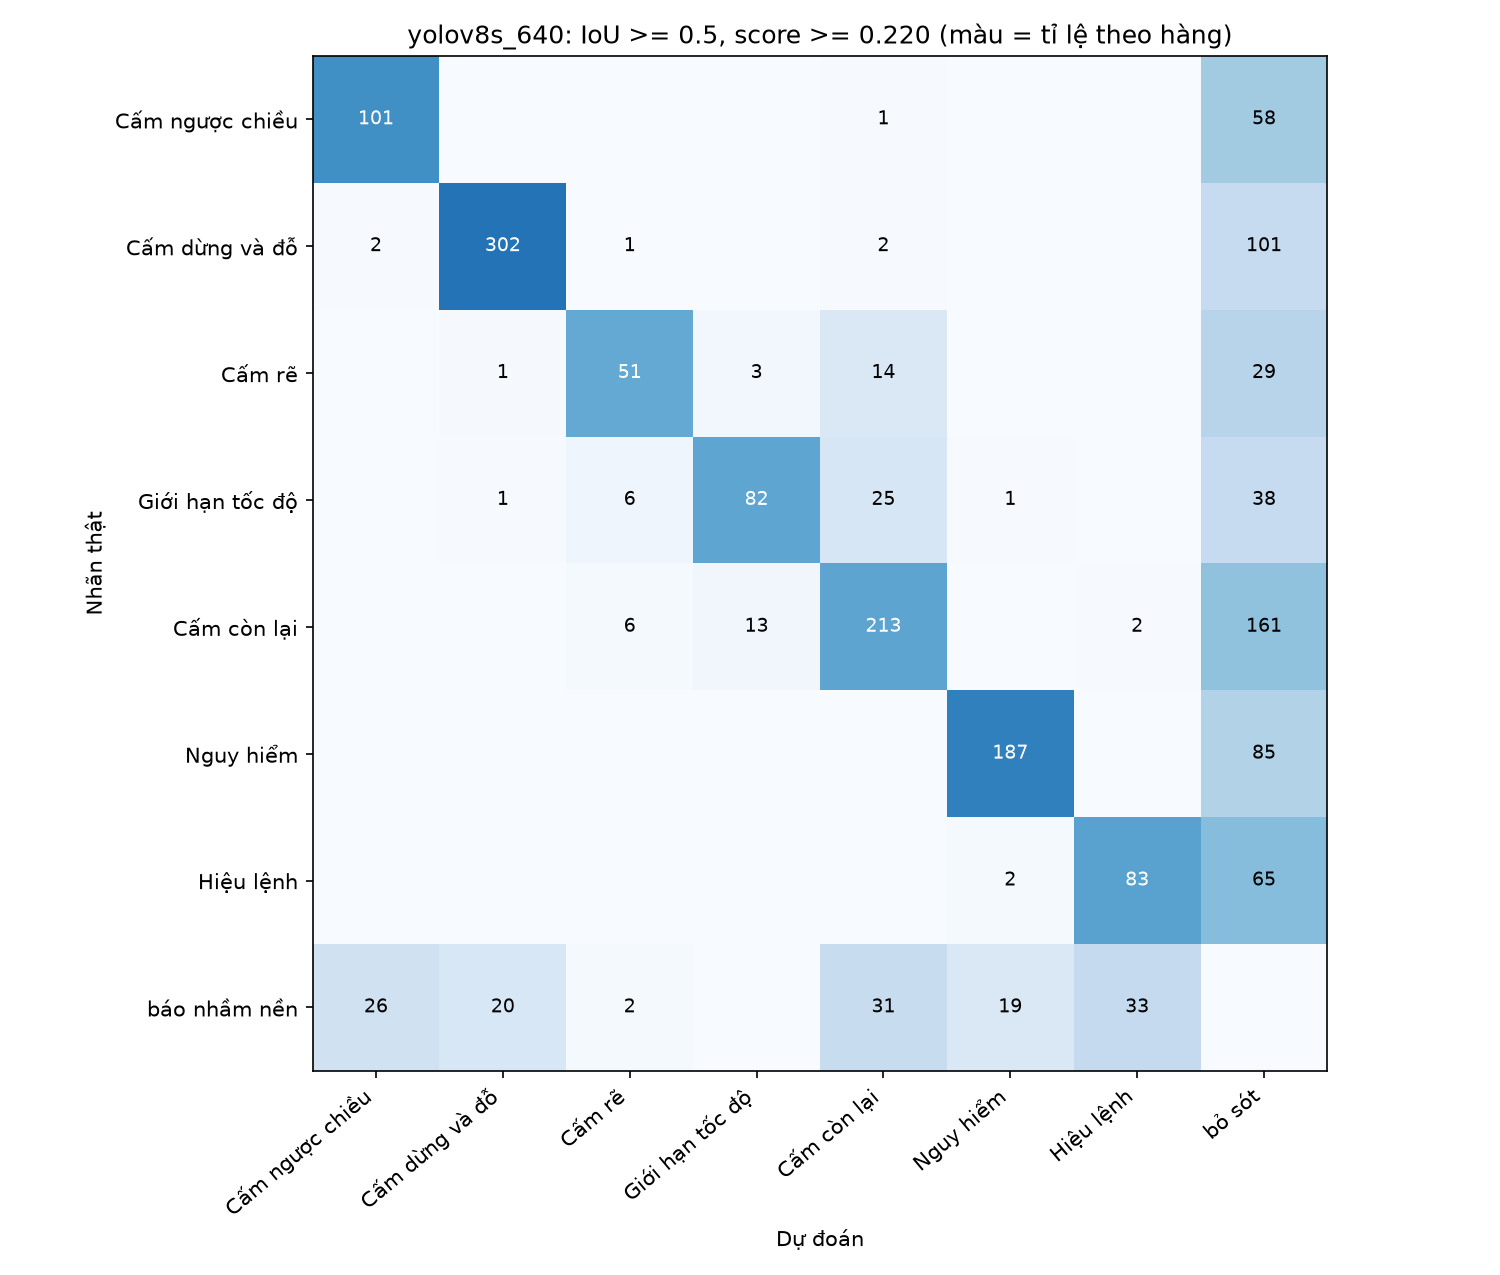 yolov8s_640: IoU >= 0.5, score >= 0.220 (màu = tỉ lệ theo hàng)
Cấm ngược chiều 101 1 58
Cấm dừng và đỗ 2 302 1 2 101
Cấm rẽ 1 51 3 14 29
Giới hạn tốc độ 1 6 82 25 1 38
Nhãn thật
Cấm còn lại 6 13 213 2 161
Nguy hiểm 187 85
Hiệu lệnh 2 83 65
báo nhầm nền 26 20 2 31 19 33
Cấm ngược chiều
Cấm dừng và đỗ
Cấm rẽ
Giới hạn tốc độ
Cấm còn lại
Nguy hiểm
Hiệu lệnh
bỏ sót
Dự đoán